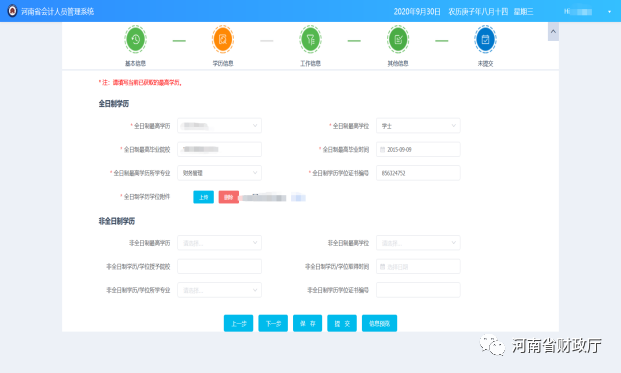 河南省会计人员管理系统
2020年9月30日 农历庚子年八月十四 星期三
基本信息 学历信息 工作信息 其他信息 未提交
* 注：请填写当前已获取的最高学历。
全日制学历
* 全日制最高学历 * 全日制最高学位 学士
* 全日制最高毕业院校 * 全日制最高毕业时间 2015-09-09
* 全日制最高学历所学专业 财务管理 * 全日制学历学位证书编号 856324752
* 全日制学历学位附件 上传 删除
非全日制学历
非全日制最高学历 请选择... 非全日制最高学位 请选择...
非全日制学历/学位授予院校 非全日制学历/学位取得时间
非全日制学历/学位所学专业 请选择... 非全日制学历学位证书编号
上一步 下一步 保 存 提 交 信息预览
河南省财政厅